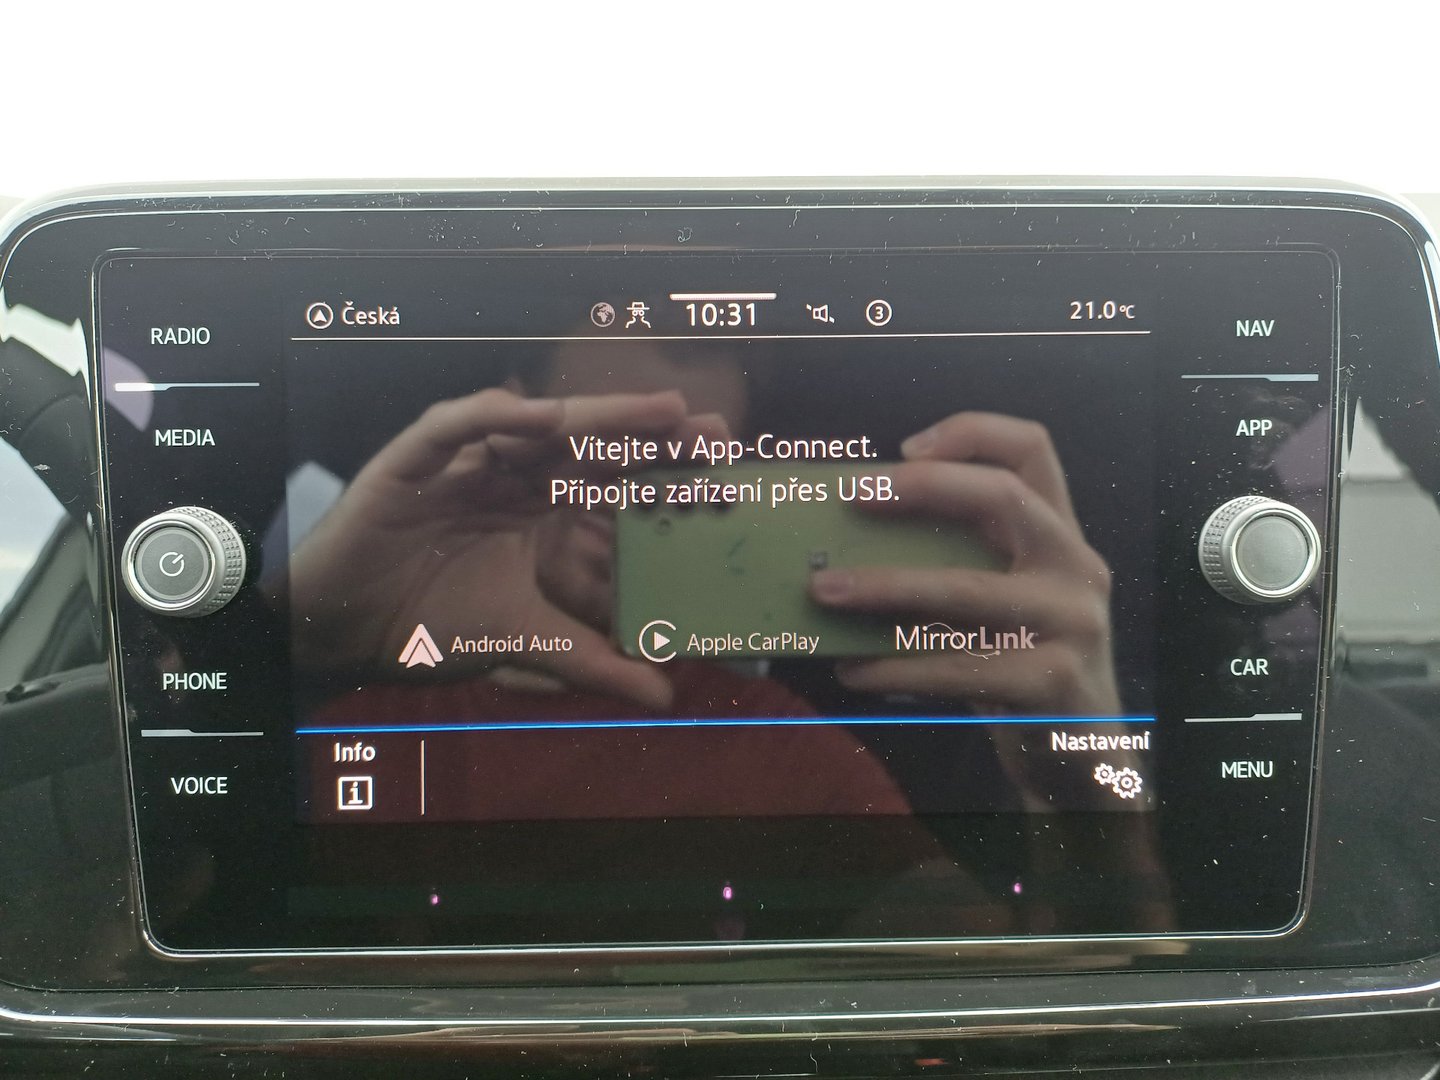 RADIO
MEDIA
PHONE
VOICE
Česká
10:31
3
21.0°C
Vítejte v App-Connect.
Připojte zařízení přes USB.
Android Auto
Apple CarPlay
MirrorLink
Info
i
Nastavení
NAV
APP
CAR
MENU